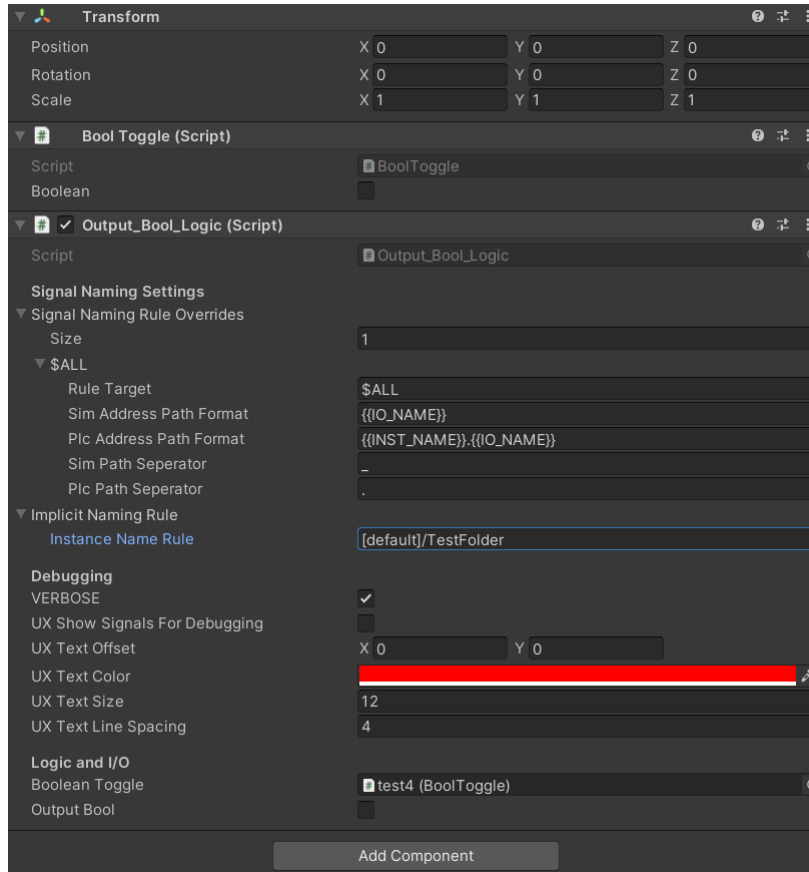 Transform
Position X 0 Y 0 Z 0
Rotation X 0 Y 0 Z 0
Scale X 1 Y 1 Z 1
# Bool Toggle (Script)
Script # BoolToggle
Boolean
# Output_Bool_Logic (Script)
Script # Output_Bool_Logic
Signal Naming Settings
Signal Naming Rule Overrides
Size 1
$ALL
Rule Target $ALL
Sim Address Path Format {{IO_NAME}}
Plc Address Path Format {{INST_NAME}}.{{IO_NAME}}
Sim Path Seperator _
Plc Path Seperator .
Implicit Naming Rule
Instance Name Rule [default]/TestFolder
Debugging
VERBOSE
UX Show Signals For Debugging
UX Text Offset X 0 Y 0
UX Text Color
UX Text Size 12
UX Text Line Spacing 4
Logic and I/O
Boolean Toggle # test4 (BoolToggle)
Output Bool
Add Component